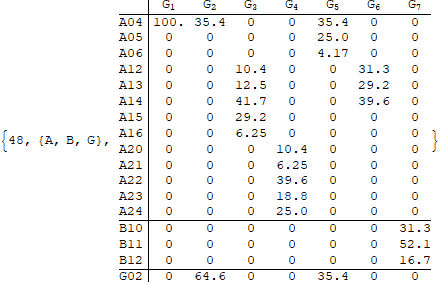 G1 G2 G3 G4 G5 G6 G7
A04 100. 35.4 0 0 35.4 0 0
A05 0 0 0 0 25.0 0 0
A06 0 0 0 0 4.17 0 0
A12 0 0 10.4 0 0 31.3 0
A13 0 0 12.5 0 0 29.2 0
A14 0 0 41.7 0 0 39.6 0
A15 0 0 29.2 0 0 0 0
A16 0 0 6.25 0 0 0 0
{48, {A, B, G}, }
A20 0 0 0 10.4 0 0 0
A21 0 0 0 6.25 0 0 0
A22 0 0 0 39.6 0 0 0
A23 0 0 0 18.8 0 0 0
A24 0 0 0 25.0 0 0 0
B10 0 0 0 0 0 0 31.3
B11 0 0 0 0 0 0 52.1
B12 0 0 0 0 0 0 16.7
G02 0 64.6 0 0 35.4 0 0